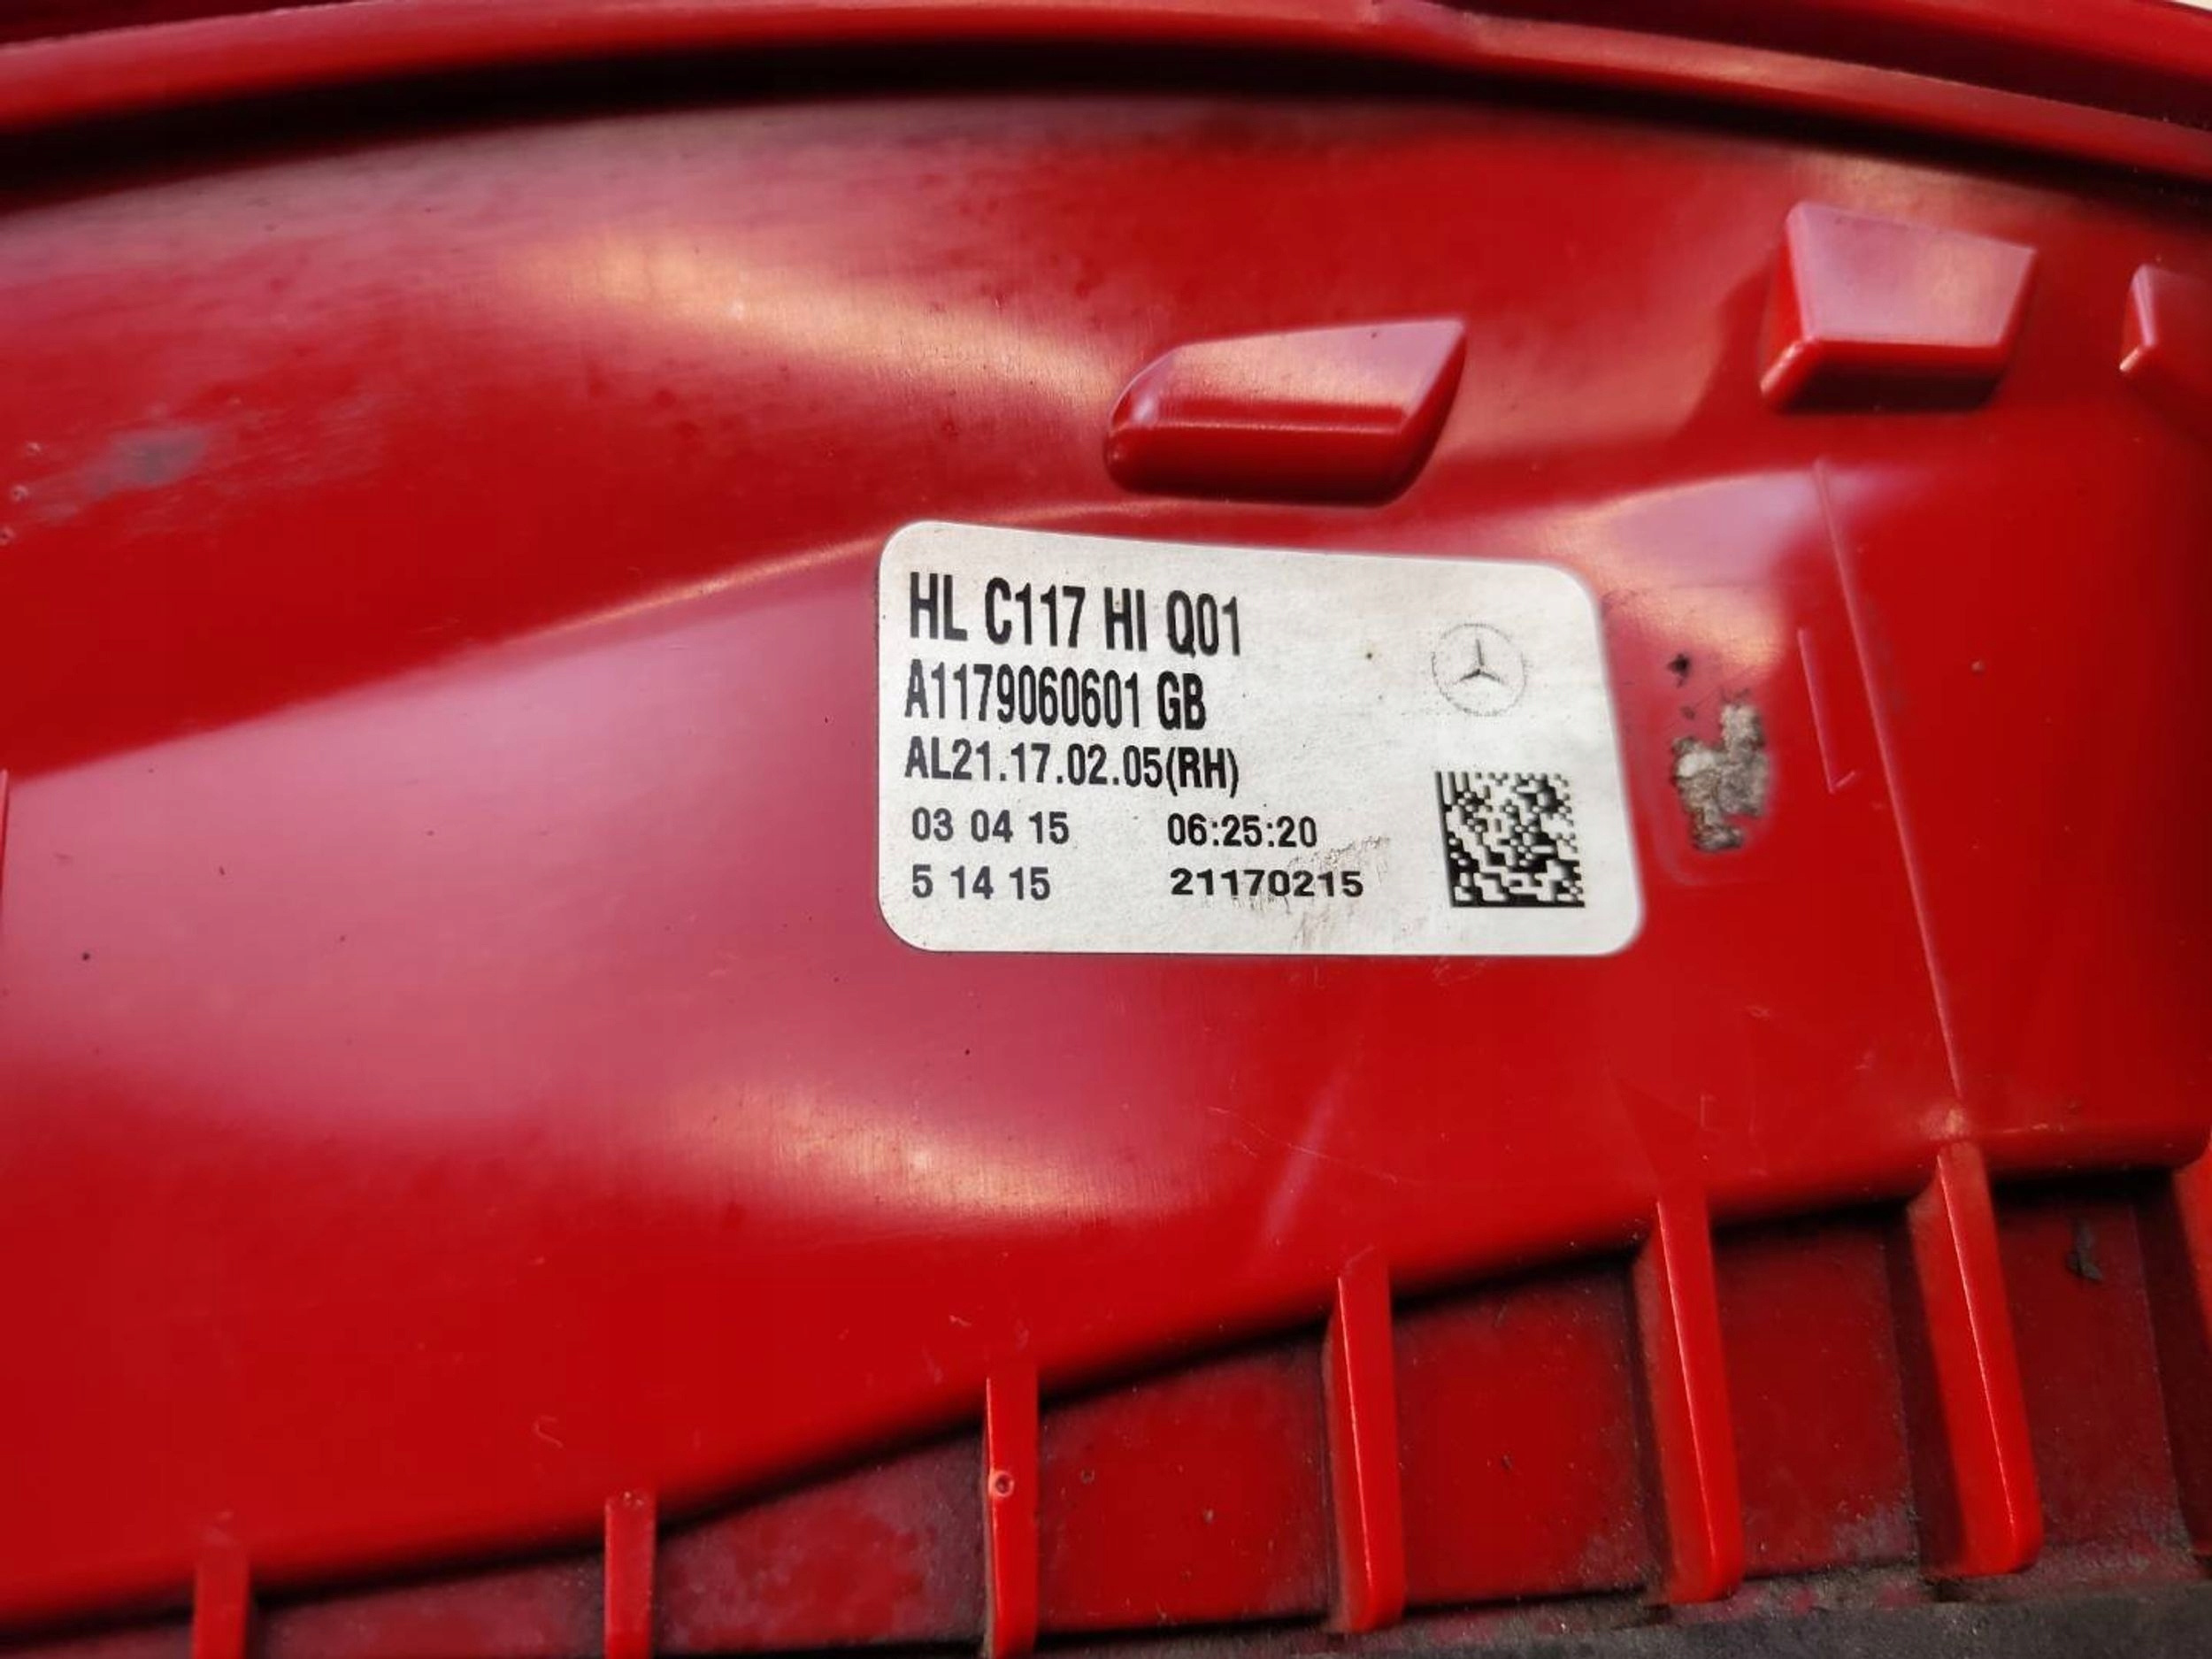 HL C117 HI Q01
A1179060601 GB
AL21.17.02.05(RH)
03 04 15 06:25:20
5 14 15 21170215